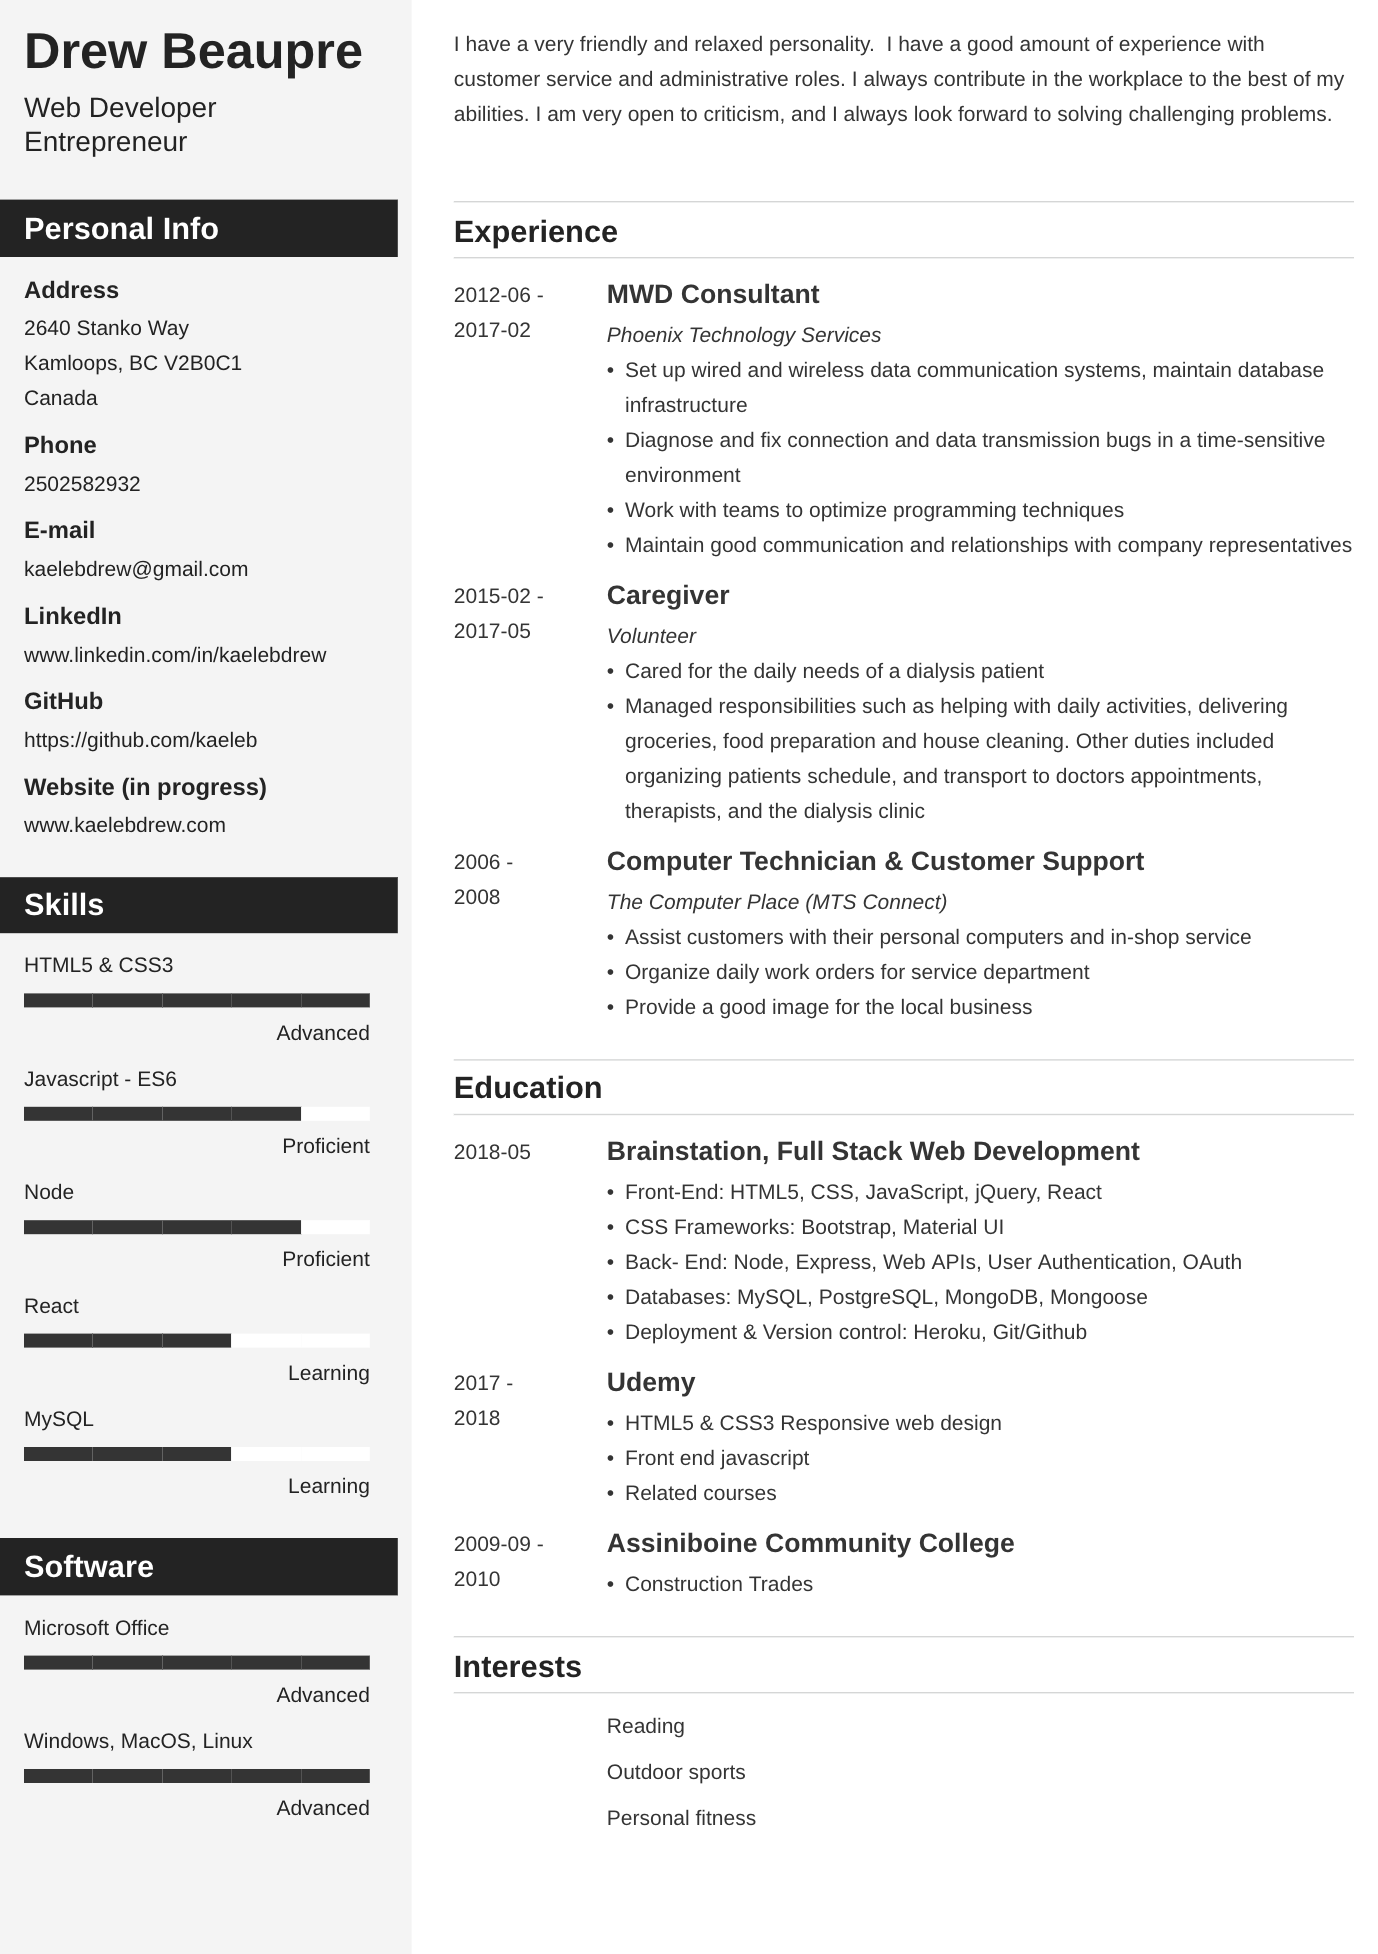 Drew Beaupre
Web Developer
Entrepreneur
Personal Info
Address
2640 Stanko Way
Kamloops, BC V2B0C1
Canada
Phone
2502582932
E-mail
kaelebdrew@gmail.com
LinkedIn
www.linkedin.com/in/kaelebdrew
GitHub
https://github.com/kaeleb
Website (in progress)
www.kaelebdrew.com
Skills
HTML5 & CSS3
Advanced
Javascript - ES6
Proficient
Node
Proficient
React
Learning
MySQL
Learning
Software
Microsoft Office
Advanced
Windows, MacOS, Linux
Advanced
I have a very friendly and relaxed personality.  I have a good amount of experience with
customer service and administrative roles. I always contribute in the workplace to the best of my
abilities. I am very open to criticism, and I always look forward to solving challenging problems.
Experience
2012-06 -
2017-02
MWD Consultant
Phoenix Technology Services
• Set up wired and wireless data communication systems, maintain database
infrastructure
• Diagnose and fix connection and data transmission bugs in a time-sensitive
environment
• Work with teams to optimize programming techniques
• Maintain good communication and relationships with company representatives
2015-02 -
2017-05
Caregiver
Volunteer
• Cared for the daily needs of a dialysis patient
• Managed responsibilities such as helping with daily activities, delivering
groceries, food preparation and house cleaning. Other duties included
organizing patients schedule, and transport to doctors appointments,
therapists, and the dialysis clinic
2006 -
2008
Computer Technician & Customer Support
The Computer Place (MTS Connect)
• Assist customers with their personal computers and in-shop service
• Organize daily work orders for service department
• Provide a good image for the local business
Education
2018-05
Brainstation, Full Stack Web Development
• Front-End: HTML5, CSS, JavaScript, jQuery, React
• CSS Frameworks: Bootstrap, Material UI
• Back- End: Node, Express, Web APIs, User Authentication, OAuth
• Databases: MySQL, PostgreSQL, MongoDB, Mongoose
• Deployment & Version control: Heroku, Git/Github
2017 -
2018
Udemy
• HTML5 & CSS3 Responsive web design
• Front end javascript
• Related courses
2009-09 -
2010
Assiniboine Community College
• Construction Trades
Interests
Reading
Outdoor sports
Personal fitness